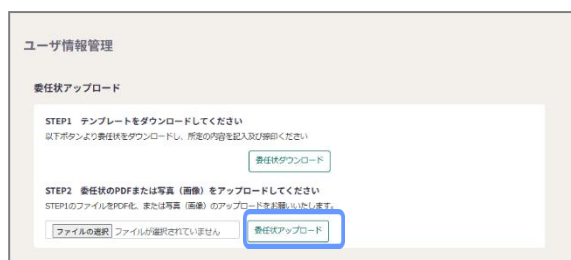 ユーザ情報管理
委任状アップロード
STEP1 テンプレートをダウンロードしてください
以下ボタンより委任状をダウンロードし、所定の内容を記入及び捺印ください
委任状ダウンロード
STEP2 委任状のPDFまたは写真（画像）をアップロードしてください
STEP1のファイルをPDF化、または写真（画像）のアップロードをお願いいたします。
ファイルの選択 ファイルが選択されていません 委任状アップロード